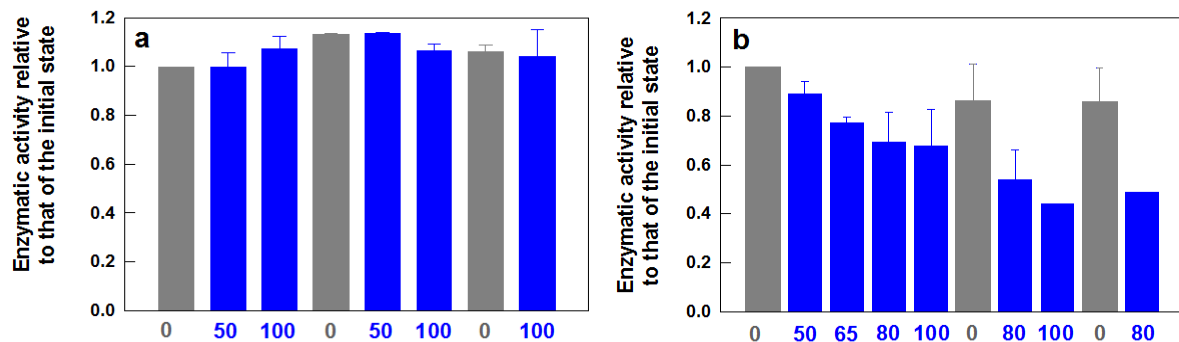 Enzymatic activity relative
to that of the initial state
1.2
1.0
0.8
0.6
0.4
0.2
0.0
a
0 50 100 0 50 100 0 100
Enzymatic activity relative
to that of the initial state
1.2
1.0
0.8
0.6
0.4
0.2
0.0
b
0 50 65 80 100 0 80 100 0 80